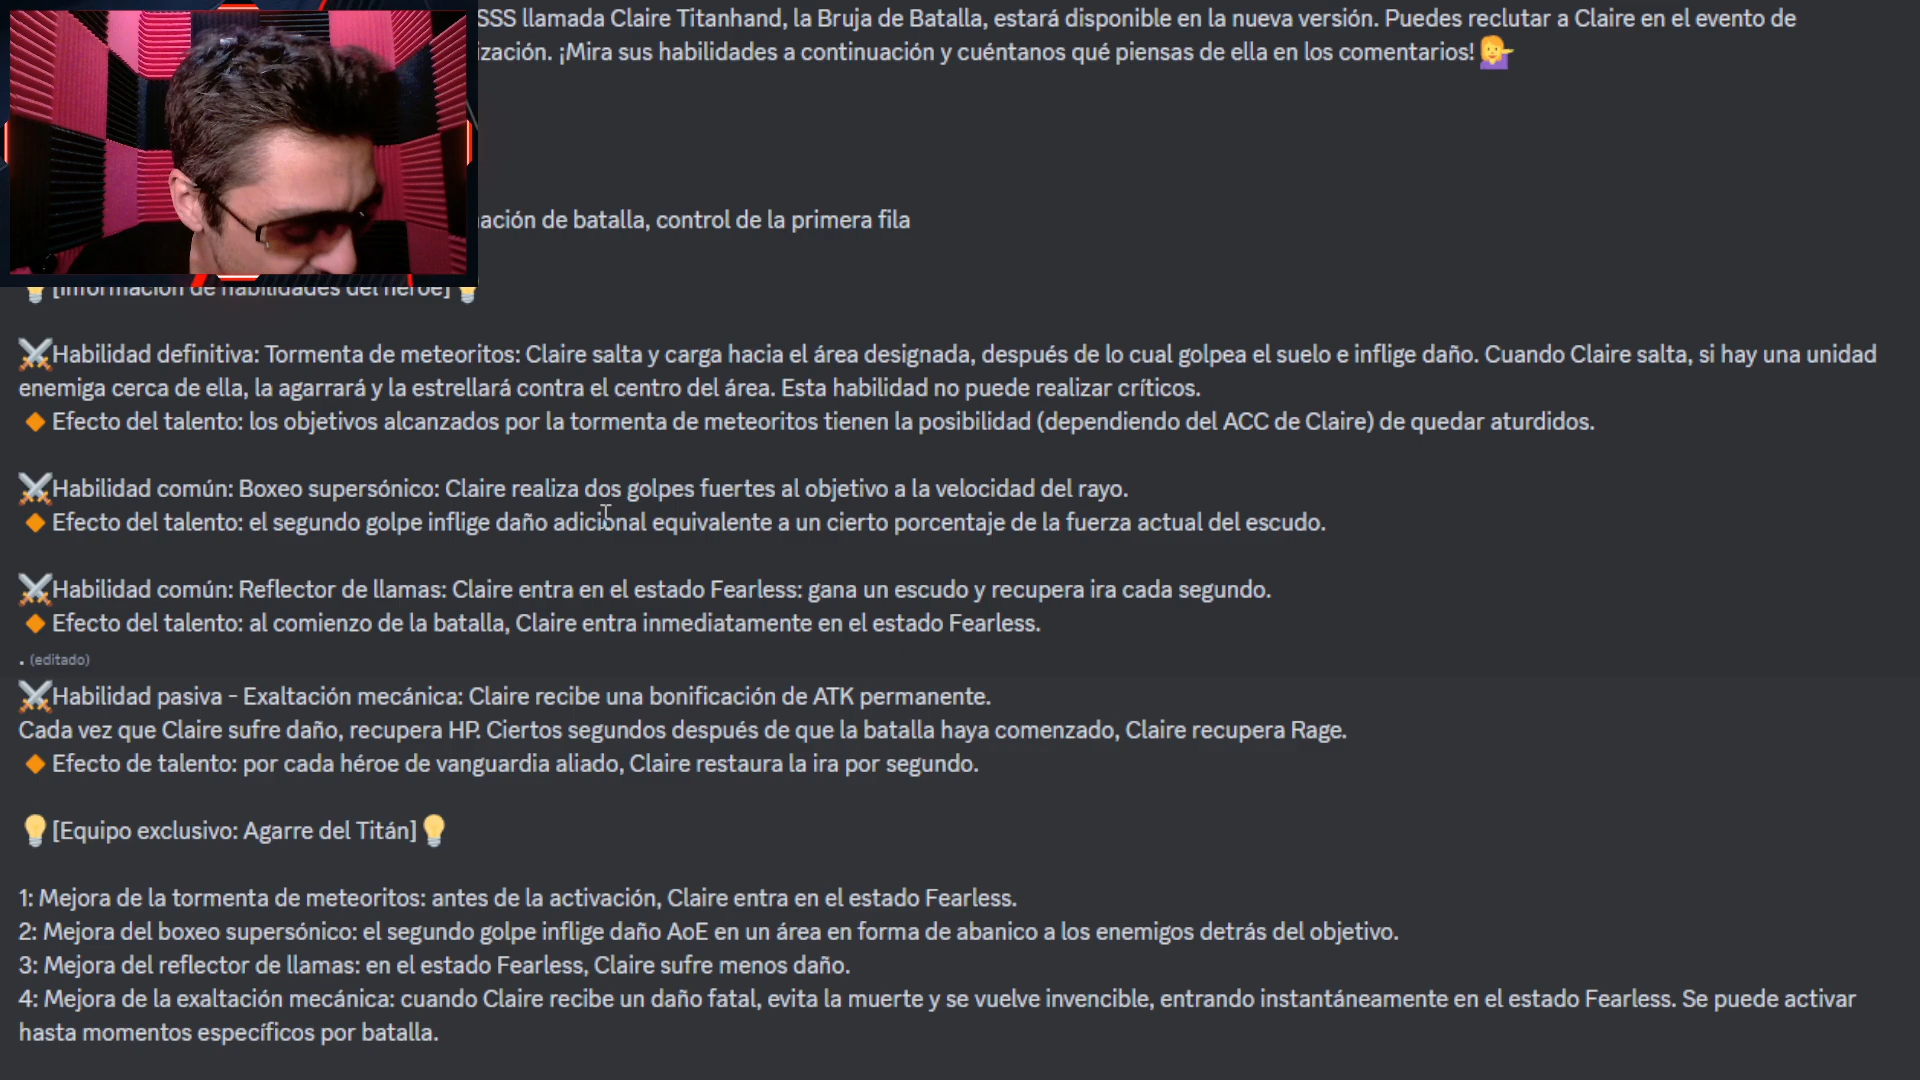 SSS llamada Claire Titanhand, la Bruja de Batalla, estará disponible en la nueva versión. Puedes reclutar a Claire en el evento de
ización. ¡Mira sus habilidades a continuación y cuéntanos qué piensas de ella en los comentarios! 💁‍♀️
ación de batalla, control de la primera fila
💡[Información de habilidades del héroe]💡
⚔️Habilidad definitiva: Tormenta de meteoritos: Claire salta y carga hacia el área designada, después de lo cual golpea el suelo e inflige daño. Cuando Claire salta, si hay una unidad
enemiga cerca de ella, la agarrará y la estrellará contra el centro del área. Esta habilidad no puede realizar críticos.
🔸Efecto del talento: los objetivos alcanzados por la tormenta de meteoritos tienen la posibilidad (dependiendo del ACC de Claire) de quedar aturdidos.
⚔️Habilidad común: Boxeo supersónico: Claire realiza dos golpes fuertes al objetivo a la velocidad del rayo.
🔸Efecto del talento: el segundo golpe inflige daño adicional equivalente a un cierto porcentaje de la fuerza actual del escudo.
⚔️Habilidad común: Reflector de llamas: Claire entra en el estado Fearless: gana un escudo y recupera ira cada segundo.
🔸Efecto del talento: al comienzo de la batalla, Claire entra inmediatamente en el estado Fearless.
. (editado)
⚔️Habilidad pasiva - Exaltación mecánica: Claire recibe una bonificación de ATK permanente.
Cada vez que Claire sufre daño, recupera HP. Ciertos segundos después de que la batalla haya comenzado, Claire recupera Rage.
🔸Efecto de talento: por cada héroe de vanguardia aliado, Claire restaura la ira por segundo.
💡[Equipo exclusivo: Agarre del Titán]💡
1: Mejora de la tormenta de meteoritos: antes de la activación, Claire entra en el estado Fearless.
2: Mejora del boxeo supersónico: el segundo golpe inflige daño AoE en un área en forma de abanico a los enemigos detrás del objetivo.
3: Mejora del reflector de llamas: en el estado Fearless, Claire sufre menos daño.
4: Mejora de la exaltación mecánica: cuando Claire recibe un daño fatal, evita la muerte y se vuelve invencible, entrando instantáneamente en el estado Fearless. Se puede activar
hasta momentos específicos por batalla.